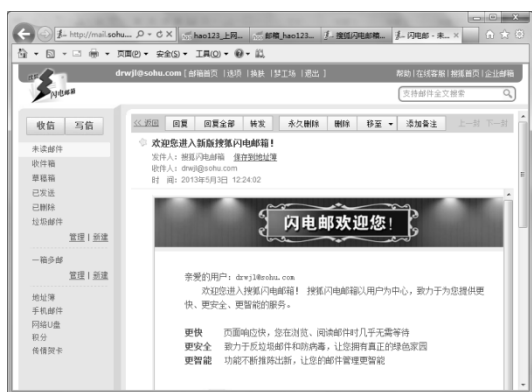 http://mail.sohu... hao123_上网... 邮箱_hao123... 搜狐闪电邮箱... 闪电邮 - 未...
页面(P) 安全(S) 工具(O)
drwjl@sohu.com [ 邮箱首页 | 选项 | 换肤 | 梦工场 | 退出 ] 帮助 | 在线客服 | 搜狐首页 | 企业邮箱
闪电邮箱
支持邮件全文搜索
收信 写信
<<返回 回复 回复全部 转发 永久删除 删除 移至 添加备注 上一封 下一封
未读邮件
收件箱
草稿箱
已发送
已删除
垃圾邮件
管理 | 新建
一箱多邮
管理 | 新建
地址簿
手机邮件
网络U盘
积分
传情贺卡
欢迎您进入新版搜狐闪电邮箱！
发件人：搜狐闪电邮箱 保存到地址簿
收件人：drwjl@sohu.com
时 间：2013年5月3日 12:24:02
闪电邮欢迎您！
亲爱的用户：drwjl@sohu.com
欢迎您进入搜狐闪电邮箱！ 搜狐闪电邮箱以用户为中心，致力于为您提供更
快、更安全、更智能的服务。
更快 页面响应快，您在浏览、阅读邮件时几乎无需等待
更安全 致力于反垃圾邮件和防病毒，让您拥有真正的绿色家园
更智能 功能不断推陈出新，让您的邮件管理更智能